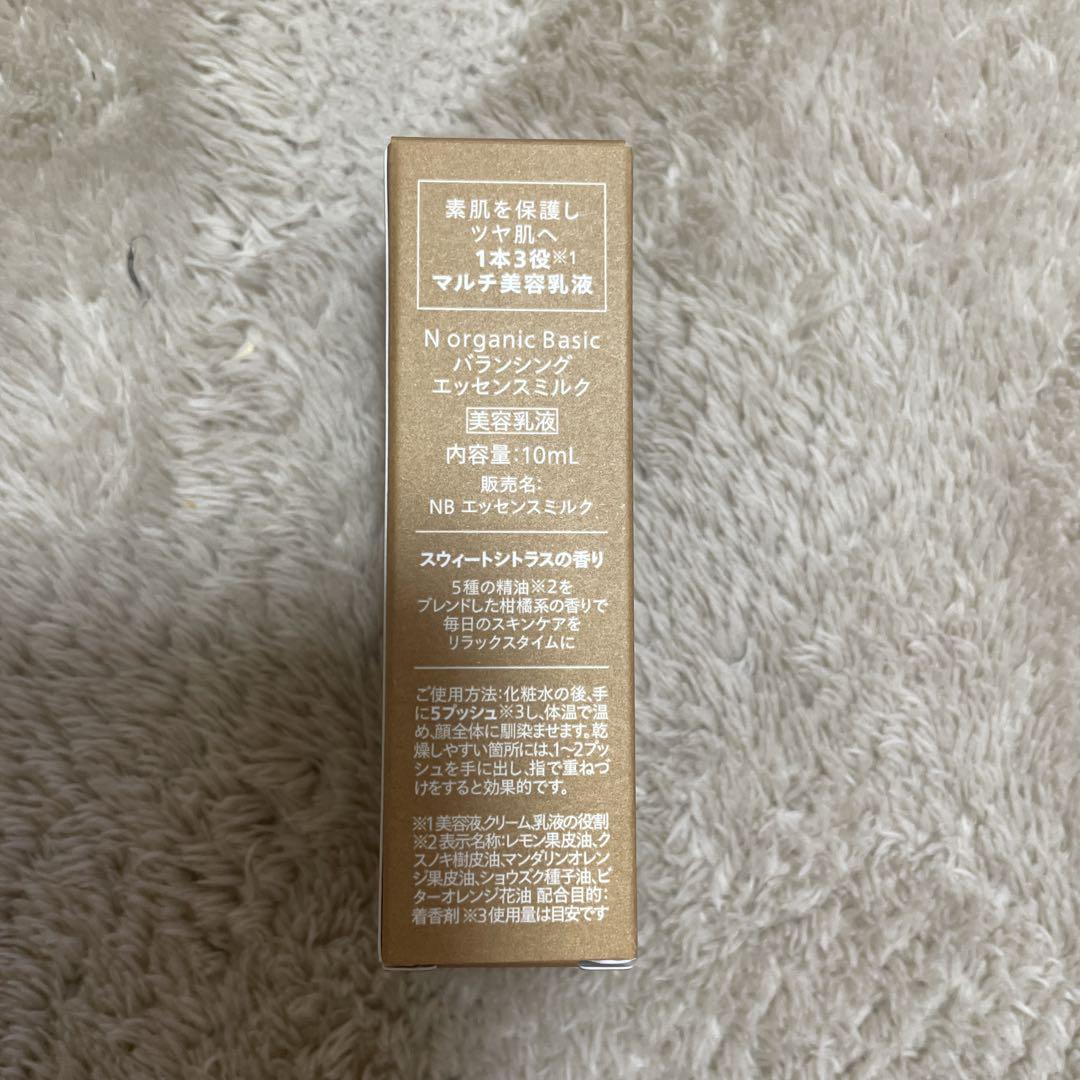 素肌を保護し
ツヤ肌へ
1本3役※1
マルチ美容乳液
N organic Basic
バランシング
エッセンスミルク
美容乳液
内容量:10mL
販売名:
NB エッセンスミルク
スウィートシトラスの香り
5種の精油※2を
ブレンドした柑橘系の香りで
毎日のスキンケアを
リラックスタイムに
ご使用方法:化粧水の後、手
に5プッシュ※3し、体温で温
め、顔全体に馴染ませます。乾
燥しやすい箇所には、1~2プッ
シュを手に出し、指で重ねづ
けをすると効果的です。
※1 美容液、クリーム、乳液の役割
※2 表示名称:レモン果皮油、ク
スノキ樹皮油、マンダリンオレン
ジ果皮油、ショウズク種子油、ビ
ターオレンジ花油 配合目的:
着香剤 ※3 使用量は目安です